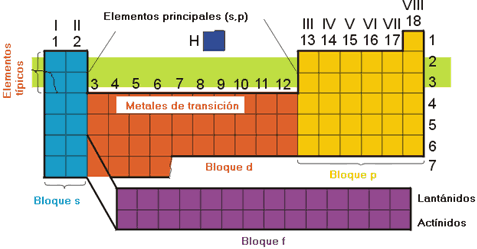 VIII
I II Elementos principales (s,p) III IV V VI VII 18
1 2 H 13 14 15 16 17 1
Elementos típicos
2
3 4 5 6 7 8 9 10 11 12 3
Metales de transición 4
5
6
Bloque d 7
Bloque s Bloque p
Lantánidos
Actínidos
Bloque f